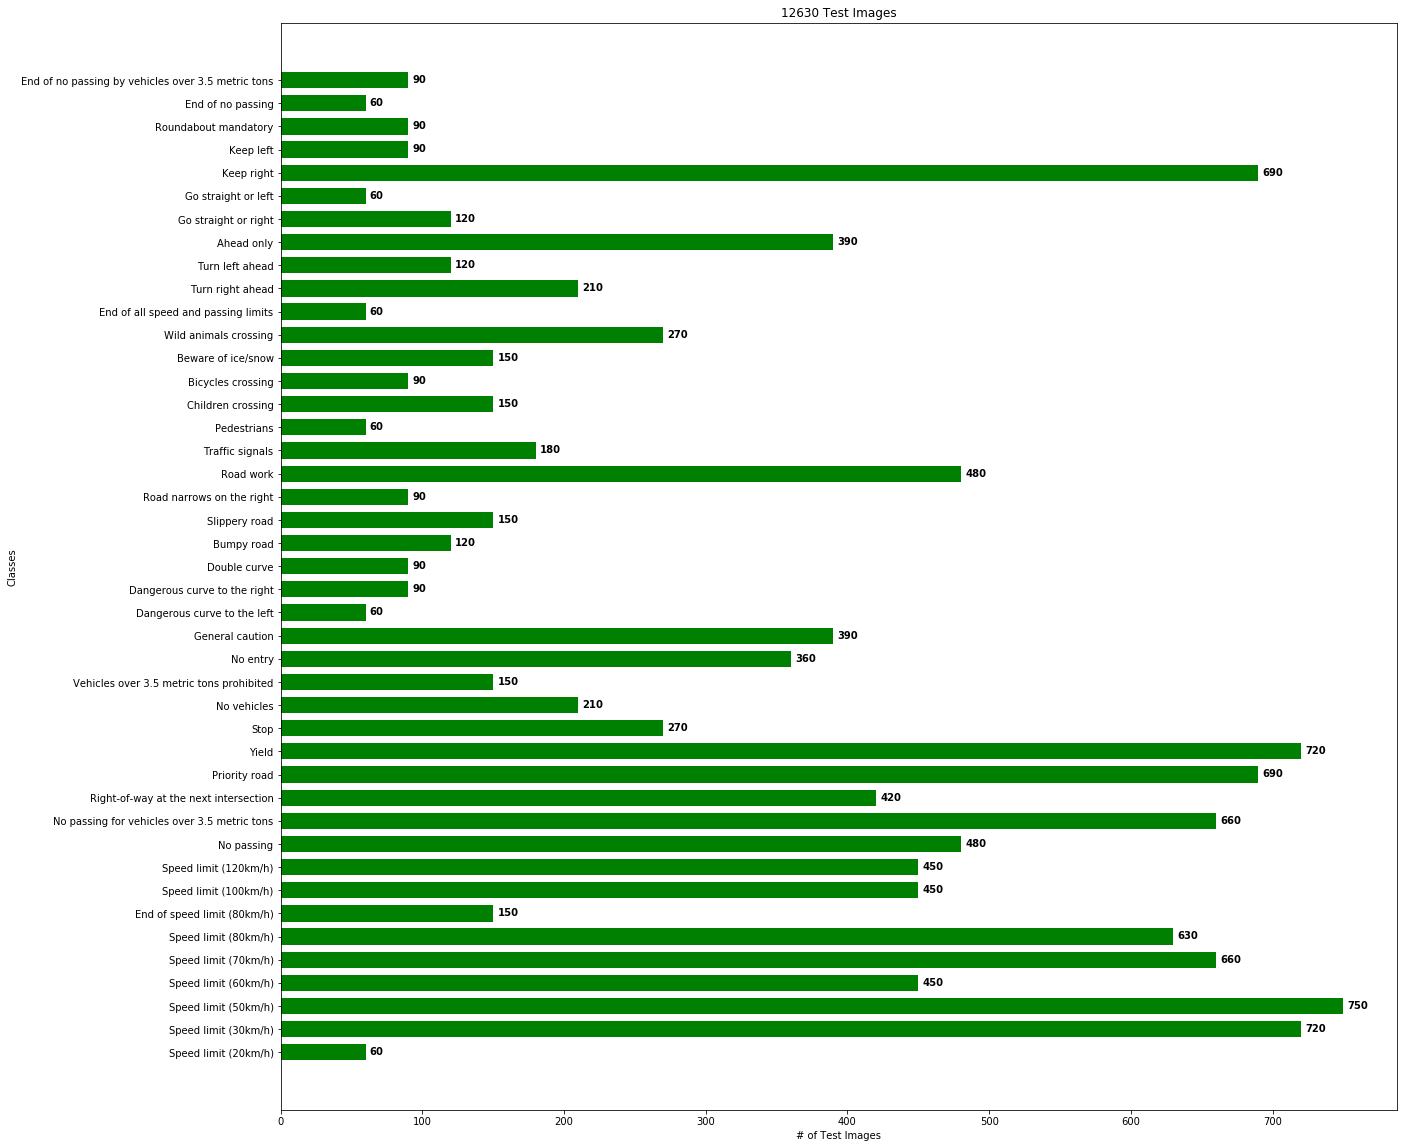 12630 Test Images
End of no passing by vehicles over 3.5 metric tons 90
End of no passing 60
Roundabout mandatory 90
Keep left 90
Keep right 690
Go straight or left 60
Go straight or right 120
Ahead only 390
Turn left ahead 120
Turn right ahead 210
End of all speed and passing limits 60
Wild animals crossing 270
Beware of ice/snow 150
Bicycles crossing 90
Children crossing 150
Pedestrians 60
Traffic signals 180
Road work 480
Road narrows on the right 90
Slippery road 150
Bumpy road 120
Double curve 90
Dangerous curve to the right 90
Dangerous curve to the left 60
General caution 390
No entry 360
Vehicles over 3.5 metric tons prohibited 150
No vehicles 210
Stop 270
Yield 720
Priority road 690
Right-of-way at the next intersection 420
No passing for vehicles over 3.5 metric tons 660
No passing 480
Speed limit (120km/h) 450
Speed limit (100km/h) 450
End of speed limit (80km/h) 150
Speed limit (80km/h) 630
Speed limit (70km/h) 660
Speed limit (60km/h) 450
Speed limit (50km/h) 750
Speed limit (30km/h) 720
Speed limit (20km/h) 60
Classes
0 100 200 300 400 500 600 700
# of Test Images